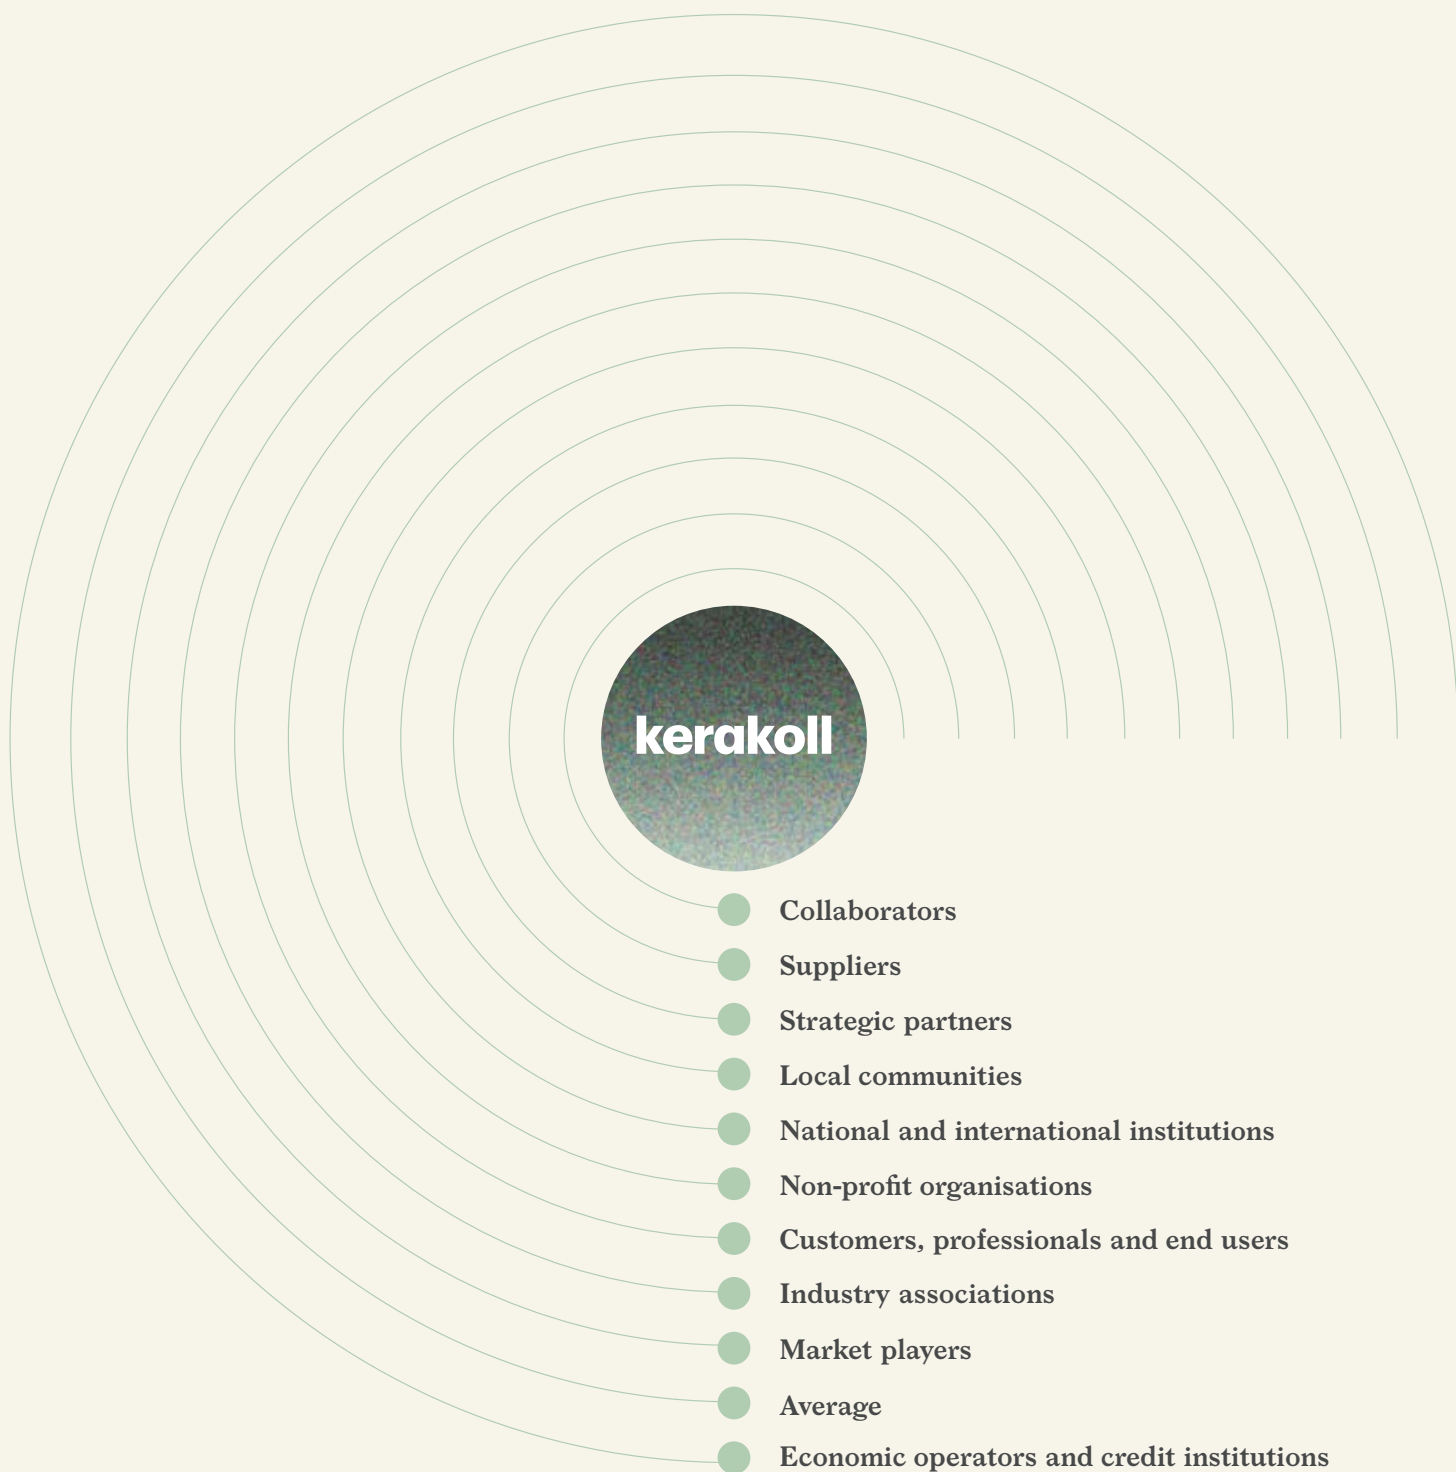 kerakoll
Collaborators
Suppliers
Strategic partners
Local communities
National and international institutions
Non-profit organisations
Customers, professionals and end users
Industry associations
Market players
Average
Economic operators and credit institutions